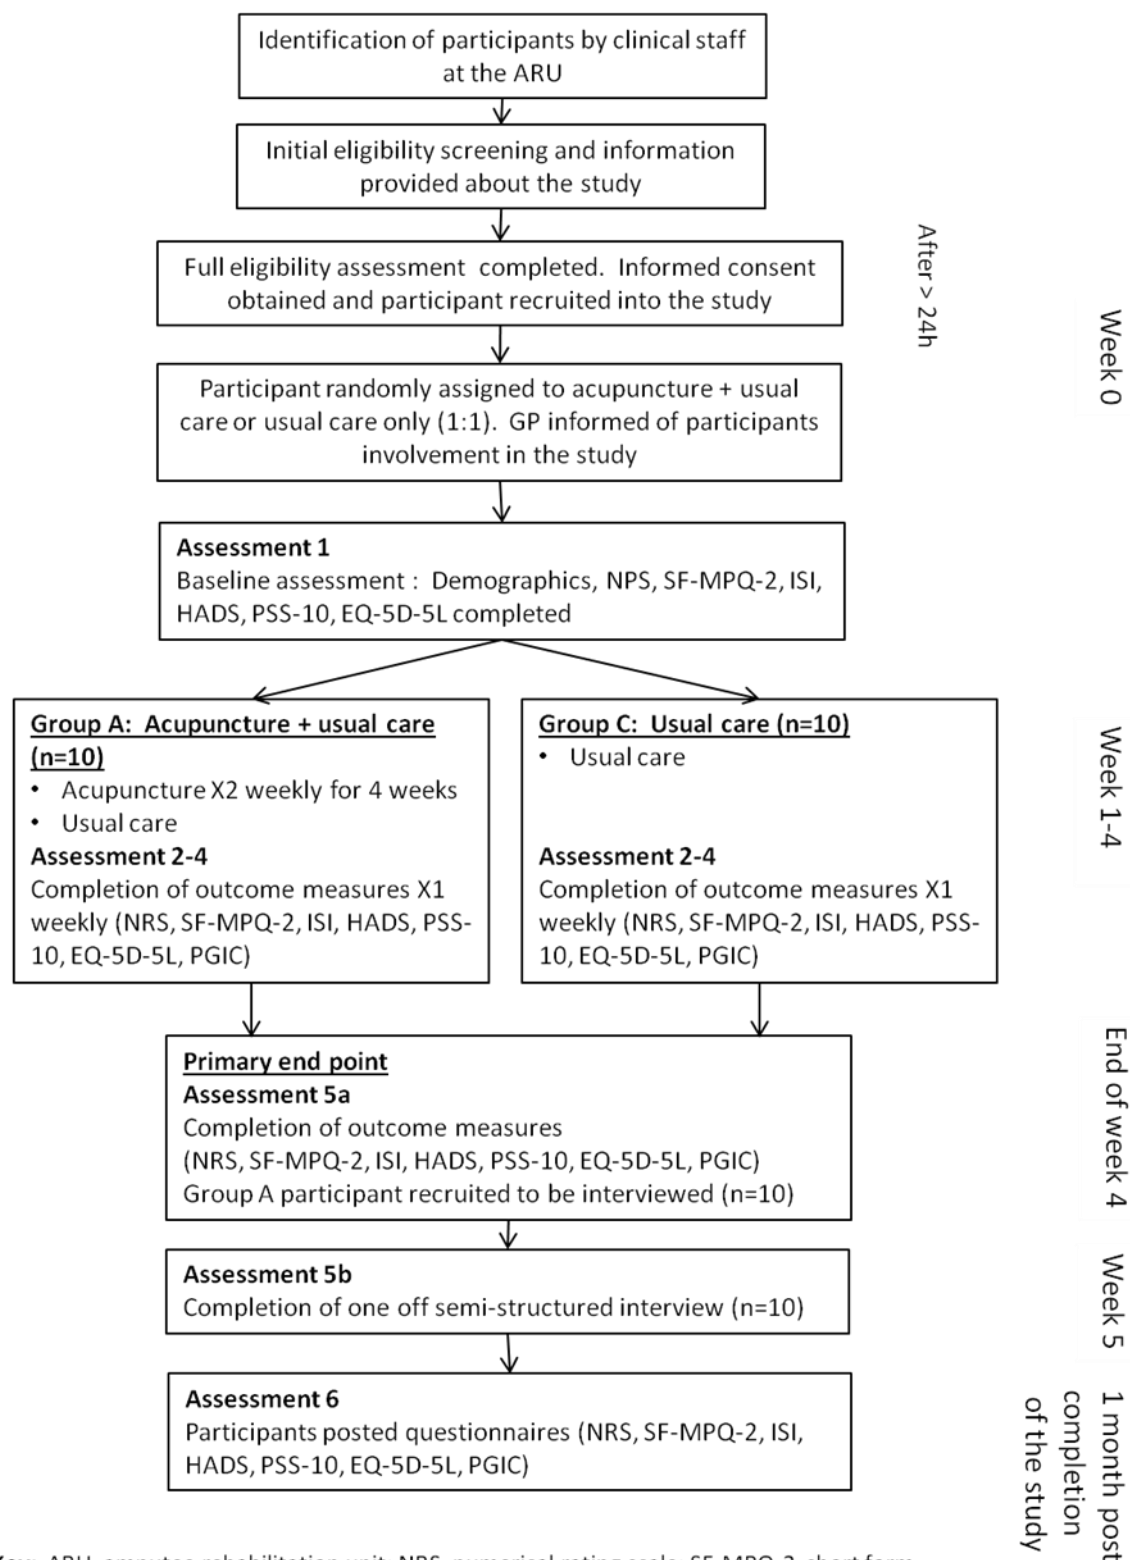 Identification of participants by clinical staff
at the ARU
Initial eligibility screening and information
provided about the study
After > 24h
Full eligibility assessment completed. Informed consent
obtained and participant recruited into the study
Week 0
Participant randomly assigned to acupuncture + usual
care or usual care only (1:1). GP informed of participants
involvement in the study
Assessment 1
Baseline assessment : Demographics, NPS, SF-MPQ-2, ISI,
HADS, PSS-10, EQ-5D-5L completed
Group A: Acupuncture + usual care
(n=10)
• Acupuncture X2 weekly for 4 weeks
• Usual care
Assessment 2-4
Completion of outcome measures X1
weekly (NRS, SF-MPQ-2, ISI, HADS, PSS-
10, EQ-5D-5L, PGIC)
Group C: Usual care (n=10)
• Usual care
Assessment 2-4
Completion of outcome measures X1
weekly (NRS, SF-MPQ-2, ISI, HADS, PSS-
10, EQ-5D-5L, PGIC)
Week 1-4
Primary end point
Assessment 5a
Completion of outcome measures
(NRS, SF-MPQ-2, ISI, HADS, PSS-10, EQ-5D-5L, PGIC)
Group A participant recruited to be interviewed (n=10)
End of week 4
Assessment 5b
Completion of one off semi-structured interview (n=10)
Week 5
Assessment 6
Participants posted questionnaires (NRS, SF-MPQ-2, ISI,
HADS, PSS-10, EQ-5D-5L, PGIC)
1 month post
completion
of the study